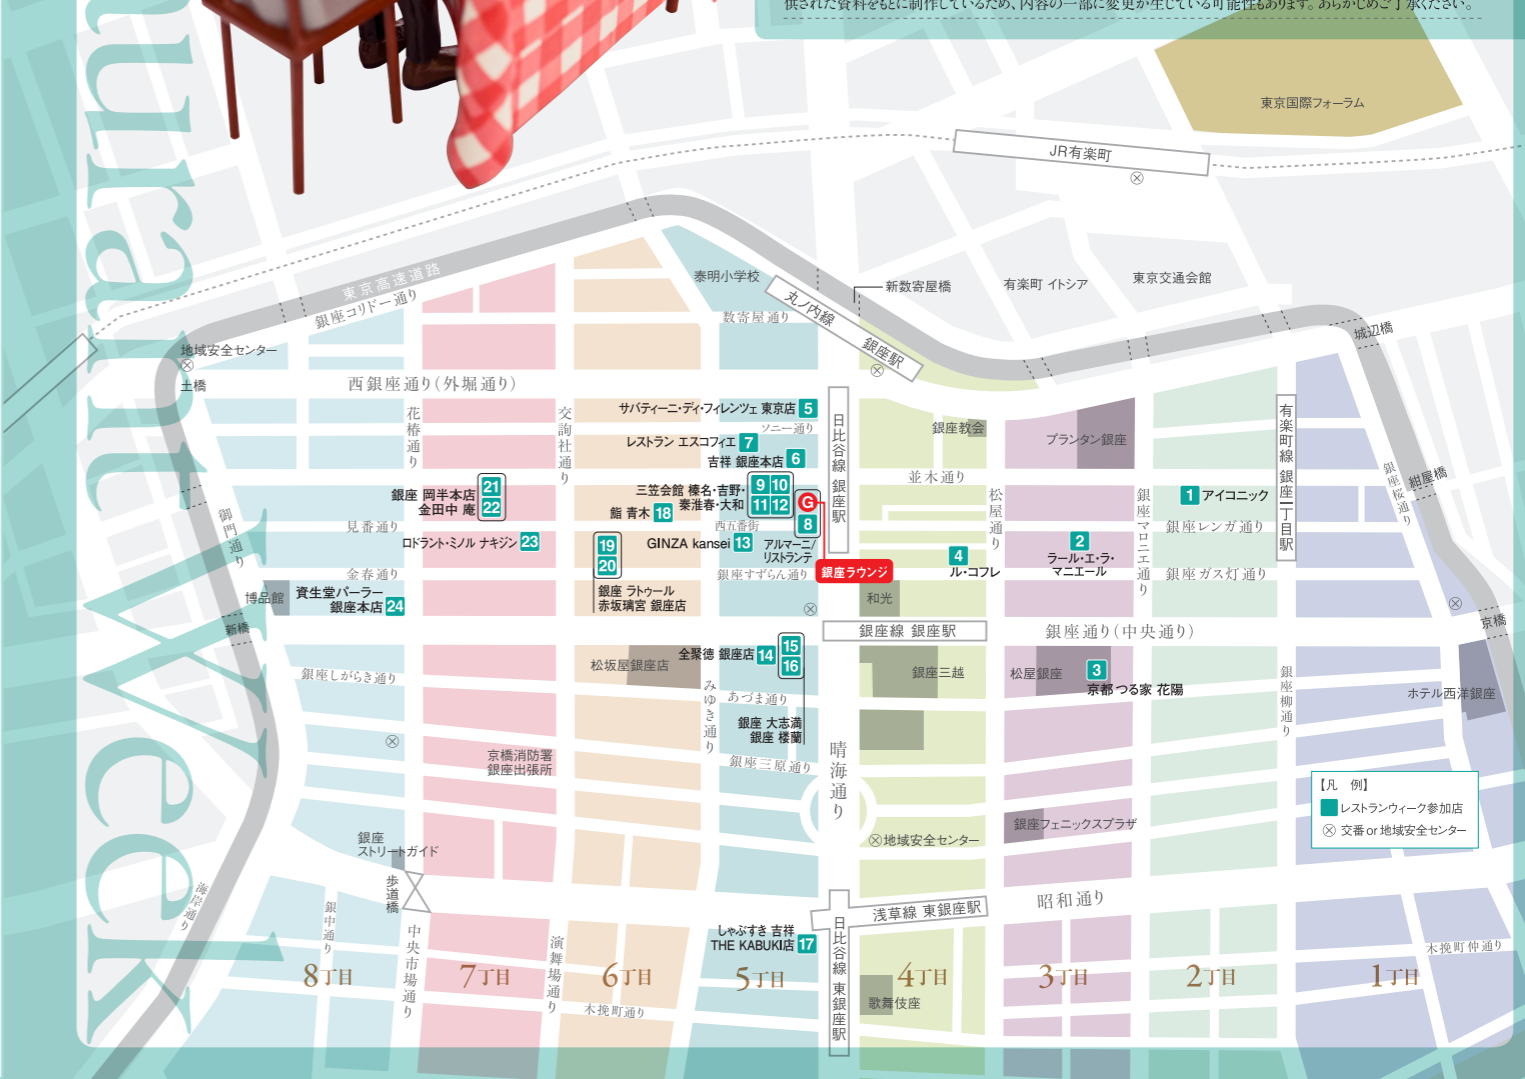 供された資料をもとに制作しているため、内容の一部に変更が生じている可能性もあります。あらかじめご了承ください。
東京国際フォーラム
JR有楽町
東京高速道路
銀座コリドー通り
泰明小学校
数寄屋通り
丸ノ内線 銀座駅
新数寄屋橋
有楽町 イトシア
東京交通会館
城辺橋
地域安全センター
土橋
西銀座通り(外堀通り)
花椿通り
交詢社通り
サバティーニ・ディ・フィレンツェ 東京店 5
ソニー通り
レストラン エスコフィエ 7
吉祥 銀座本店 6
日比谷線 銀座駅
銀座教会
プランタン銀座
有楽町線 銀座一丁目駅
並木通り
銀座桜通り
紺屋橋
銀座 岡半本店
金田中 庵
21
22
三笠会館 榛名・吉野・
秦淮春・大和
9 10
11 12
G
8
鮨 青木 18
西五番街
松屋通り
銀座マロニエ通り
1 アイコニック
見番通り
御門通り
ロドラント・ミノル ナキジン 23
19
20
GINZA kansei 13
アルマーニ/
リストランテ
銀座レンガ通り
2
ラール・エ・ラ・
マニエール
4
ル・コフレ
金春通り
銀座すずらん通り
銀座ラウンジ
銀座ガス灯通り
博品館
資生堂パーラー
銀座本店 24
銀座 ラトゥール
赤坂璃宮 銀座店
和光
新橋
京橋
銀座線 銀座駅
銀座通り(中央通り)
銀座しがらき通り
松坂屋銀座店
全聚徳 銀座店 14
15
16
みゆき通り
あづま通り
銀座三越
松屋銀座
3
京都 つる家 花陽
銀座柳通り
ホテル西洋銀座
銀座 大志満
銀座 楼蘭
京橋消防署
銀座出張所
銀座三原通り
晴海通り
【凡 例】
レストランウィーク参加店
交番or地域安全センター
銀座フェニックスプラザ
地域安全センター
銀座
ストリートガイド
歩道橋
海岸通り
銀中通り
中央市場通り
演舞場通り
浅草線 東銀座駅
昭和通り
しゃぶすき 吉祥
THE KABUKI店 17
日比谷線 東銀座駅
木挽町仲通り
8丁目
7丁目
6丁目
5丁目
4丁目
3丁目
2丁目
1丁目
木挽町通り
歌舞伎座
urant Week